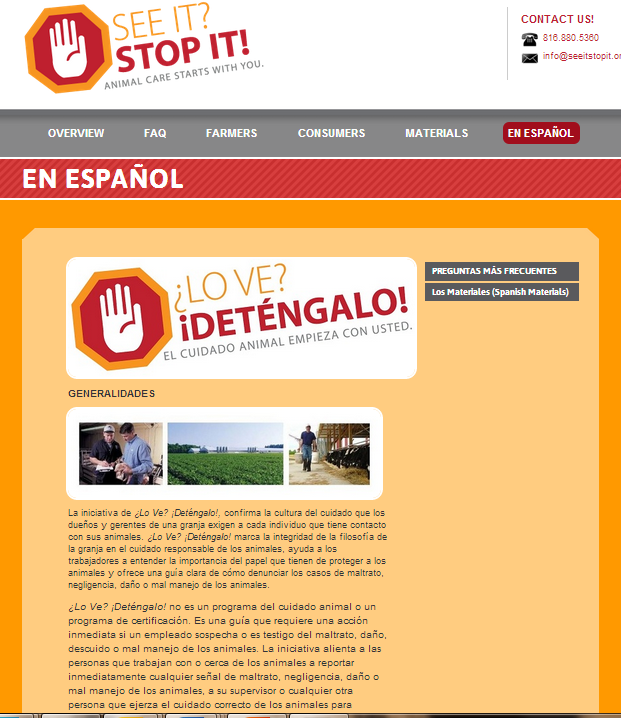 SEE IT?
STOP IT!
ANIMAL CARE STARTS WITH YOU.
CONTACT US!
816.880.5360
info@seeitstopit.o
OVERVIEW FAQ FARMERS CONSUMERS MATERIALS EN ESPAÑOL
EN ESPAÑOL
¿LO VE?
¡DETÉNGALO!
EL CUIDADO ANIMAL EMPIEZA CON USTED.
PREGUNTAS MÁS FRECUENTES
Los Materiales (Spanish Materials)
GENERALIDADES
La iniciativa de ¿Lo Ve? ¡Deténgalo!, confirma la cultura del cuidado que los
dueños y gerentes de una granja exigen a cada individuo que tiene contacto
con sus animales. ¿Lo Ve? ¡Deténgalo! marca la integridad de la filosofía de
la granja en el cuidado responsable de los animales, ayuda a los
trabajadores a entender la importancia del papel que tienen de proteger a los
animales y ofrece una guía clara de cómo denunciar los casos de maltrato,
negligencia, daño o mal manejo de los animales.
¿Lo Ve? ¡Deténgalo! no es un programa del cuidado animal o un
programa de certificación. Es una guía que requiere una acción
inmediata si un empleado sospecha o es testigo del maltrato, daño,
descuido o mal manejo de los animales. La iniciativa alienta a las
personas que trabajan con o cerca de los animales a reportar
inmediatamente cualquier señal de maltrato, negligencia, daño o
mal manejo de los animales, a su supervisor o cualquier otra
persona que ejerza el cuidado correcto de los animales para